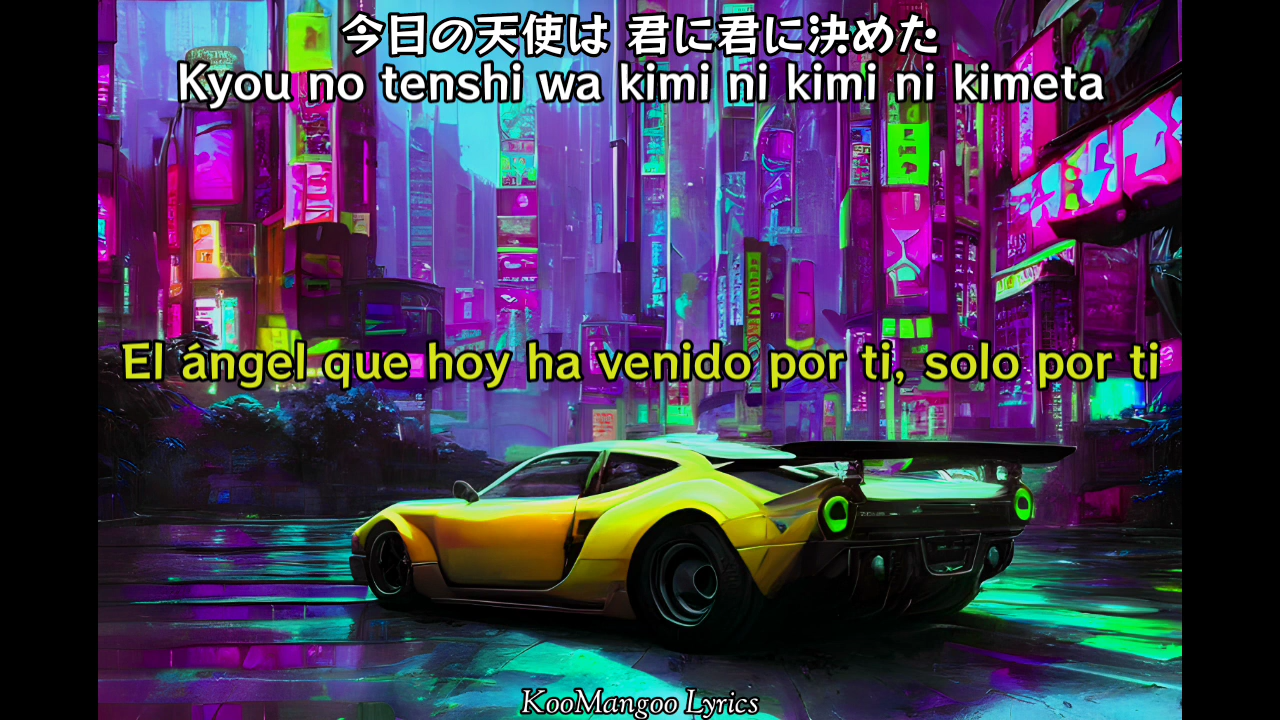 今日の天使は 君に君に決めた
Kyou no tenshi wa kimi ni kimi ni kimeta
El ángel que hoy ha venido por ti, solo por ti
KooMangoo Lyrics